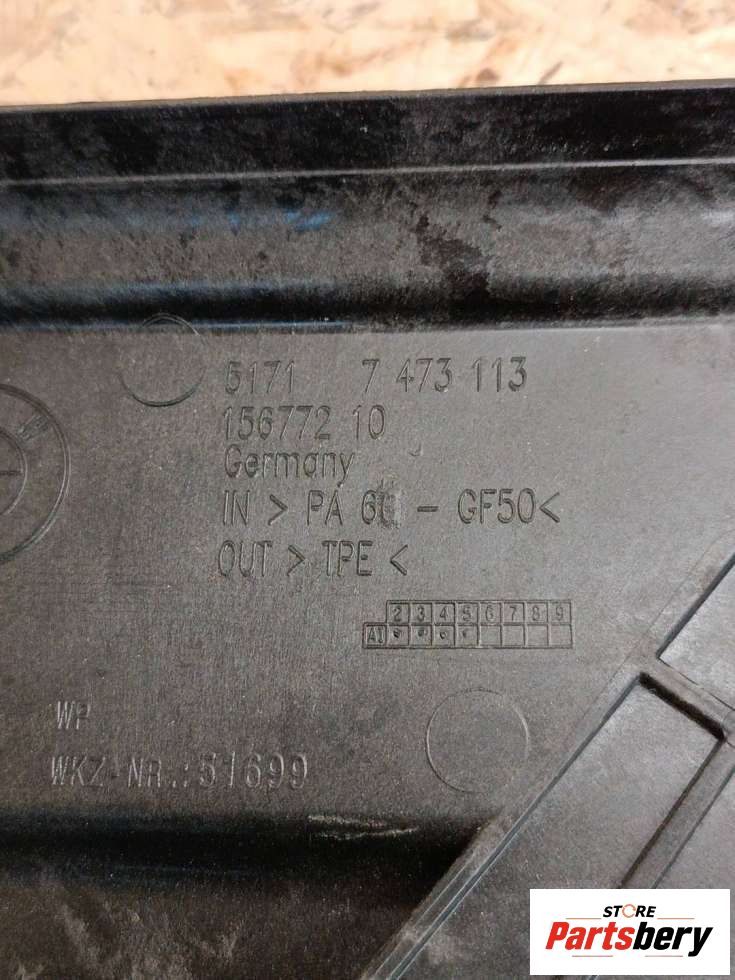 5171 7 473 113
156772 10
Germany
IN > PA 6 - GF50<
OUT > TPE <
2 3 4 5 6 7 8 9
A1
WP
WKZ-NR.:51699
STORE
Partsbery